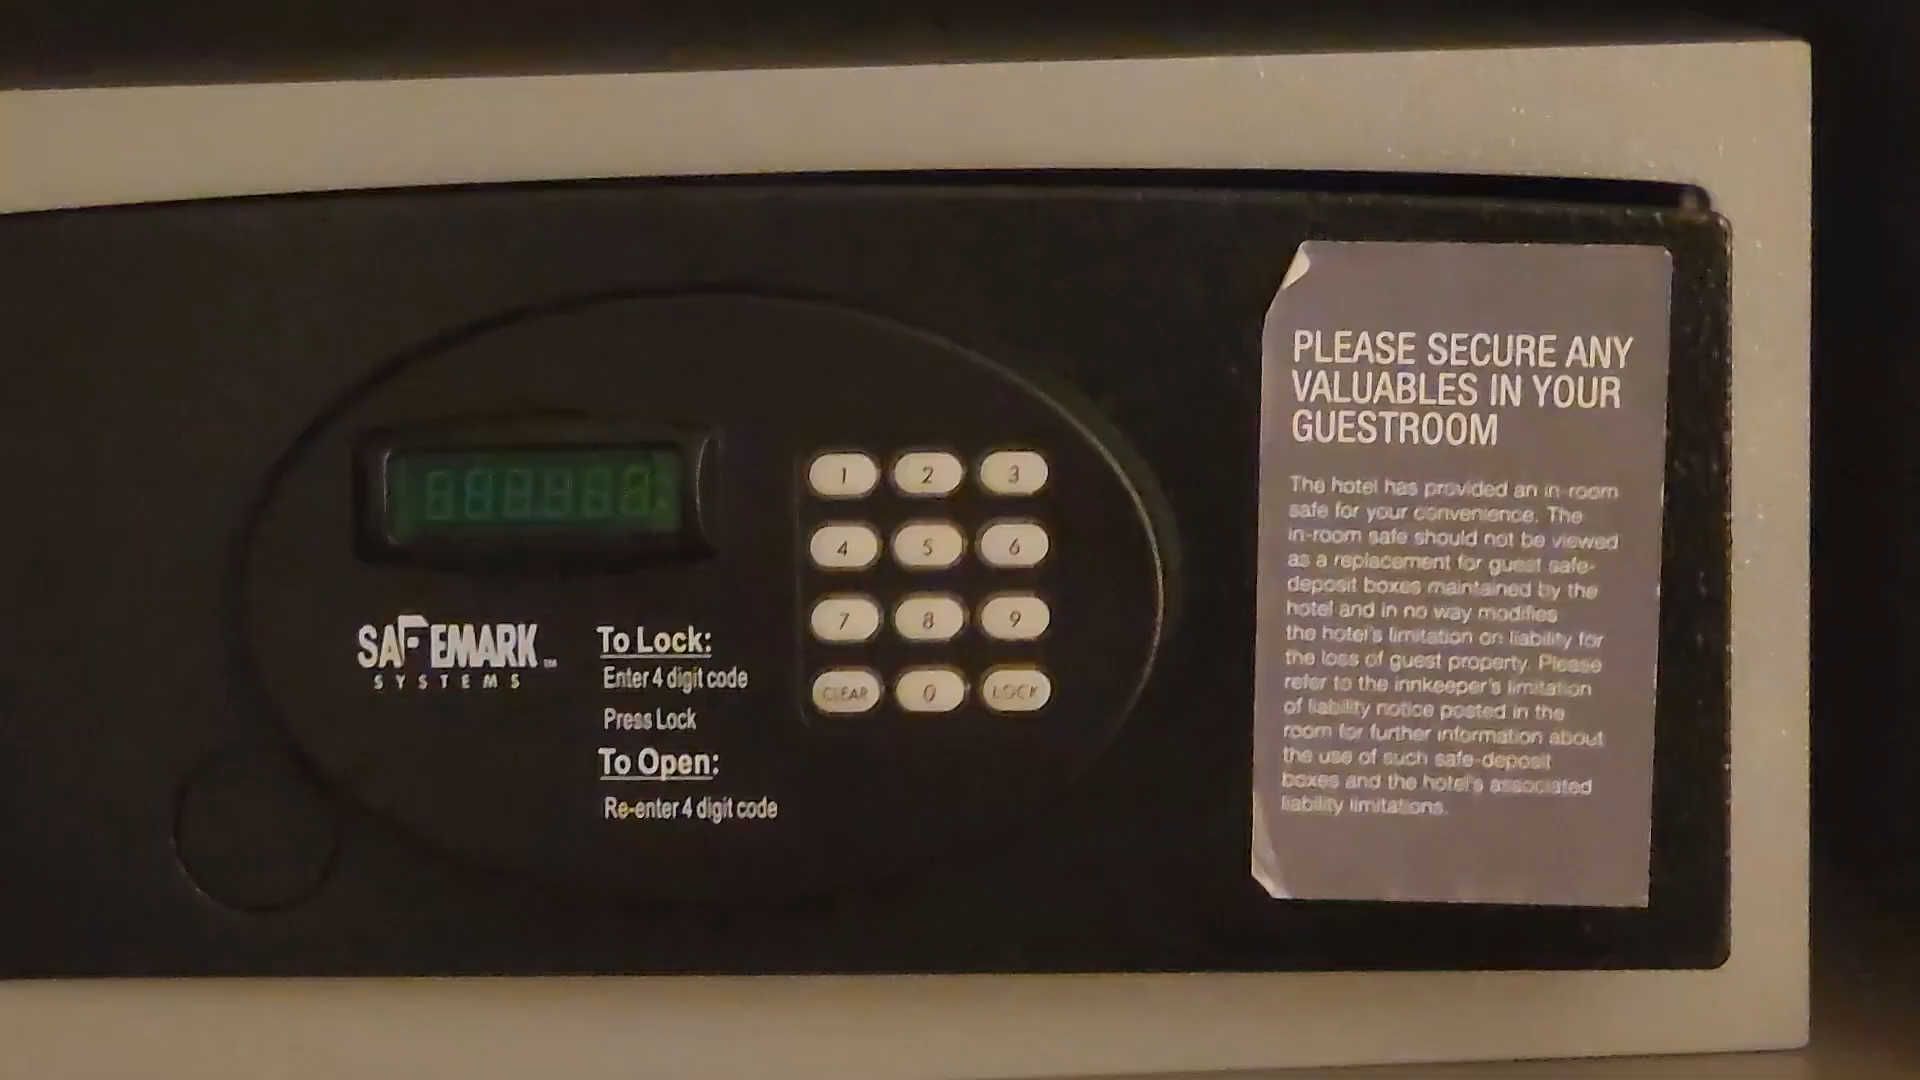 SAFEMARK™
SYSTEMS
To Lock:
Enter 4 digit code
Press Lock
To Open:
Re-enter 4 digit code
1 2 3
4 5 6
7 8 9
CLEAR 0 LOCK
PLEASE SECURE ANY
VALUABLES IN YOUR
GUESTROOM
The hotel has provided an in-room
safe for your convenience. The
in-room safe should not be viewed
as a replacement for guest safe-
deposit boxes maintained by the
hotel and in no way modifies
the hotel's limitation on liability for
the loss of guest property. Please
refer to the innkeeper's limitation
of liability notice posted in the
room for further information about
the use of such safe-deposit
boxes and the hotel's associated
liability limitations.